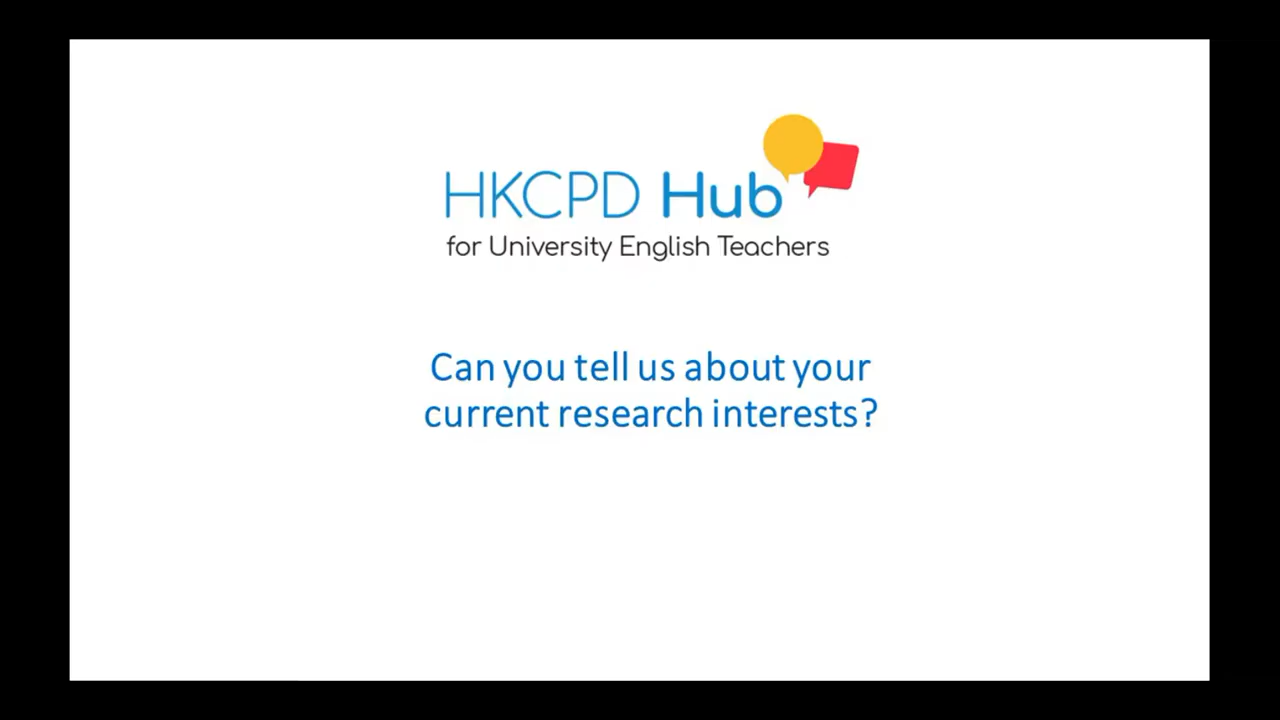 HKCPD Hub
for University English Teachers
Can you tell us about your
current research interests?